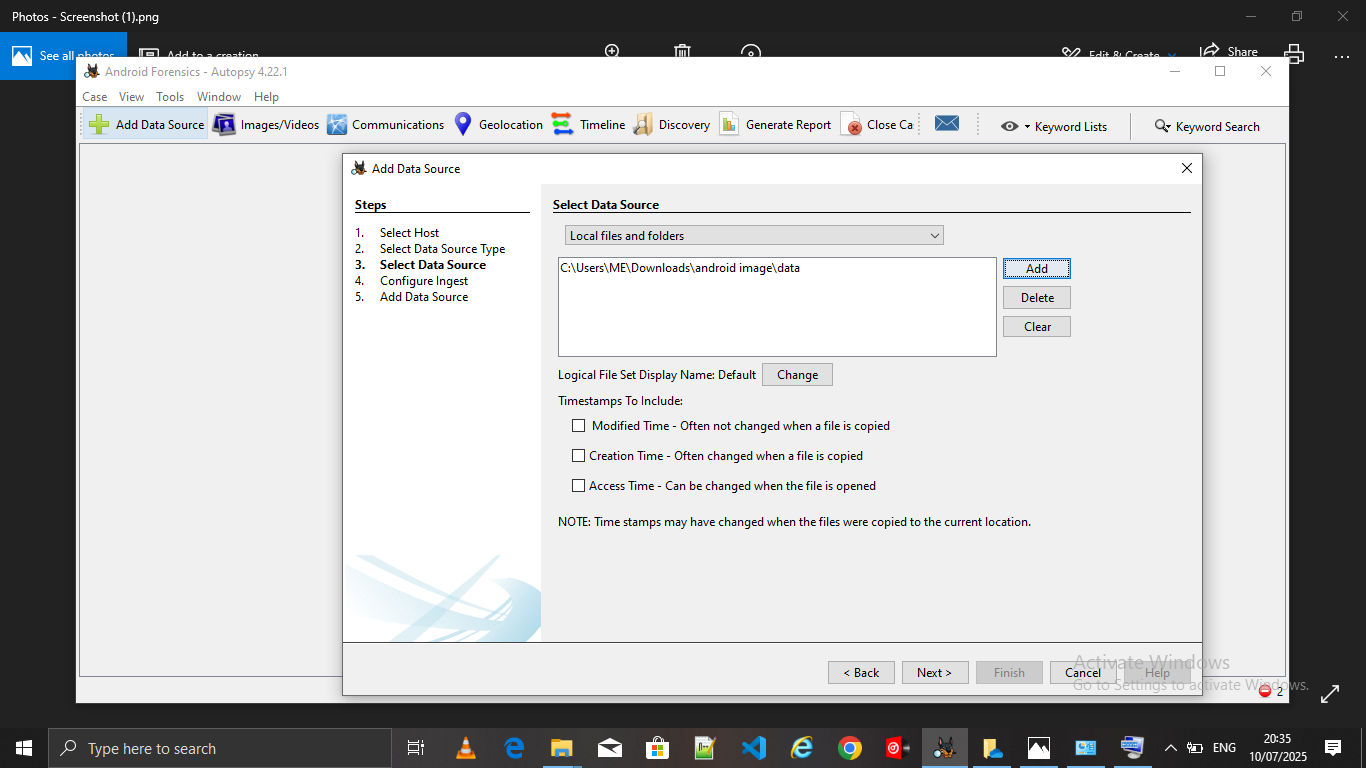 Photos - Screenshot (1).png
See all photos
Add to a creation
Edit & Create
Share
Android Forensics - Autopsy 4.22.1
Case View Tools Window Help
Add Data Source Images/Videos Communications Geolocation Timeline Discovery Generate Report Close Ca Keyword Lists Keyword Search
Add Data Source
Steps
1. Select Host
2. Select Data Source Type
3. Select Data Source
4. Configure Ingest
5. Add Data Source
Select Data Source
Local files and folders
C:\Users\ME\Downloads\android image\data
Add
Delete
Clear
Logical File Set Display Name: Default Change
Timestamps To Include:
Modified Time - Often not changed when a file is copied
Creation Time - Often changed when a file is copied
Access Time - Can be changed when the file is opened
NOTE: Time stamps may have changed when the files were copied to the current location.
< Back Next > Finish Cancel Help
Activate Windows
Go to Settings to activate Windows.
2
Type here to search
ENG
20:35
10/07/2025